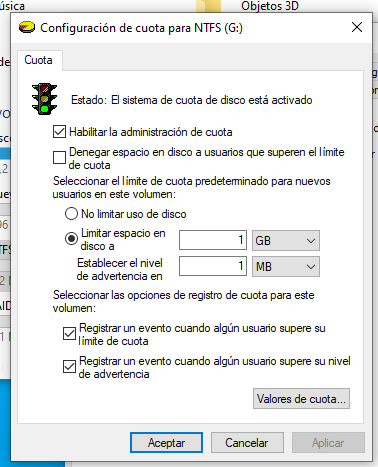 úsica
Objetos 3D
Configuración de cuota para NTFS (G:)
Cuota
Estado: El sistema de cuota de disco está activado
Habilitar la administración de cuota
Denegar espacio en disco a usuarios que superen el límite
de cuota
Seleccionar el límite de cuota predeterminado para nuevos
usuarios en este volumen:
No limitar uso de disco
Limitar espacio en
disco a
1
GB
Establecer el nivel
de advertencia en
1
MB
Seleccionar las opciones de registro de cuota para este
volumen:
Registrar un evento cuando algún usuario supere su
límite de cuota
Registrar un evento cuando algún usuario supere su nivel
de advertencia
Valores de cuota...
Aceptar
Cancelar
Aplicar